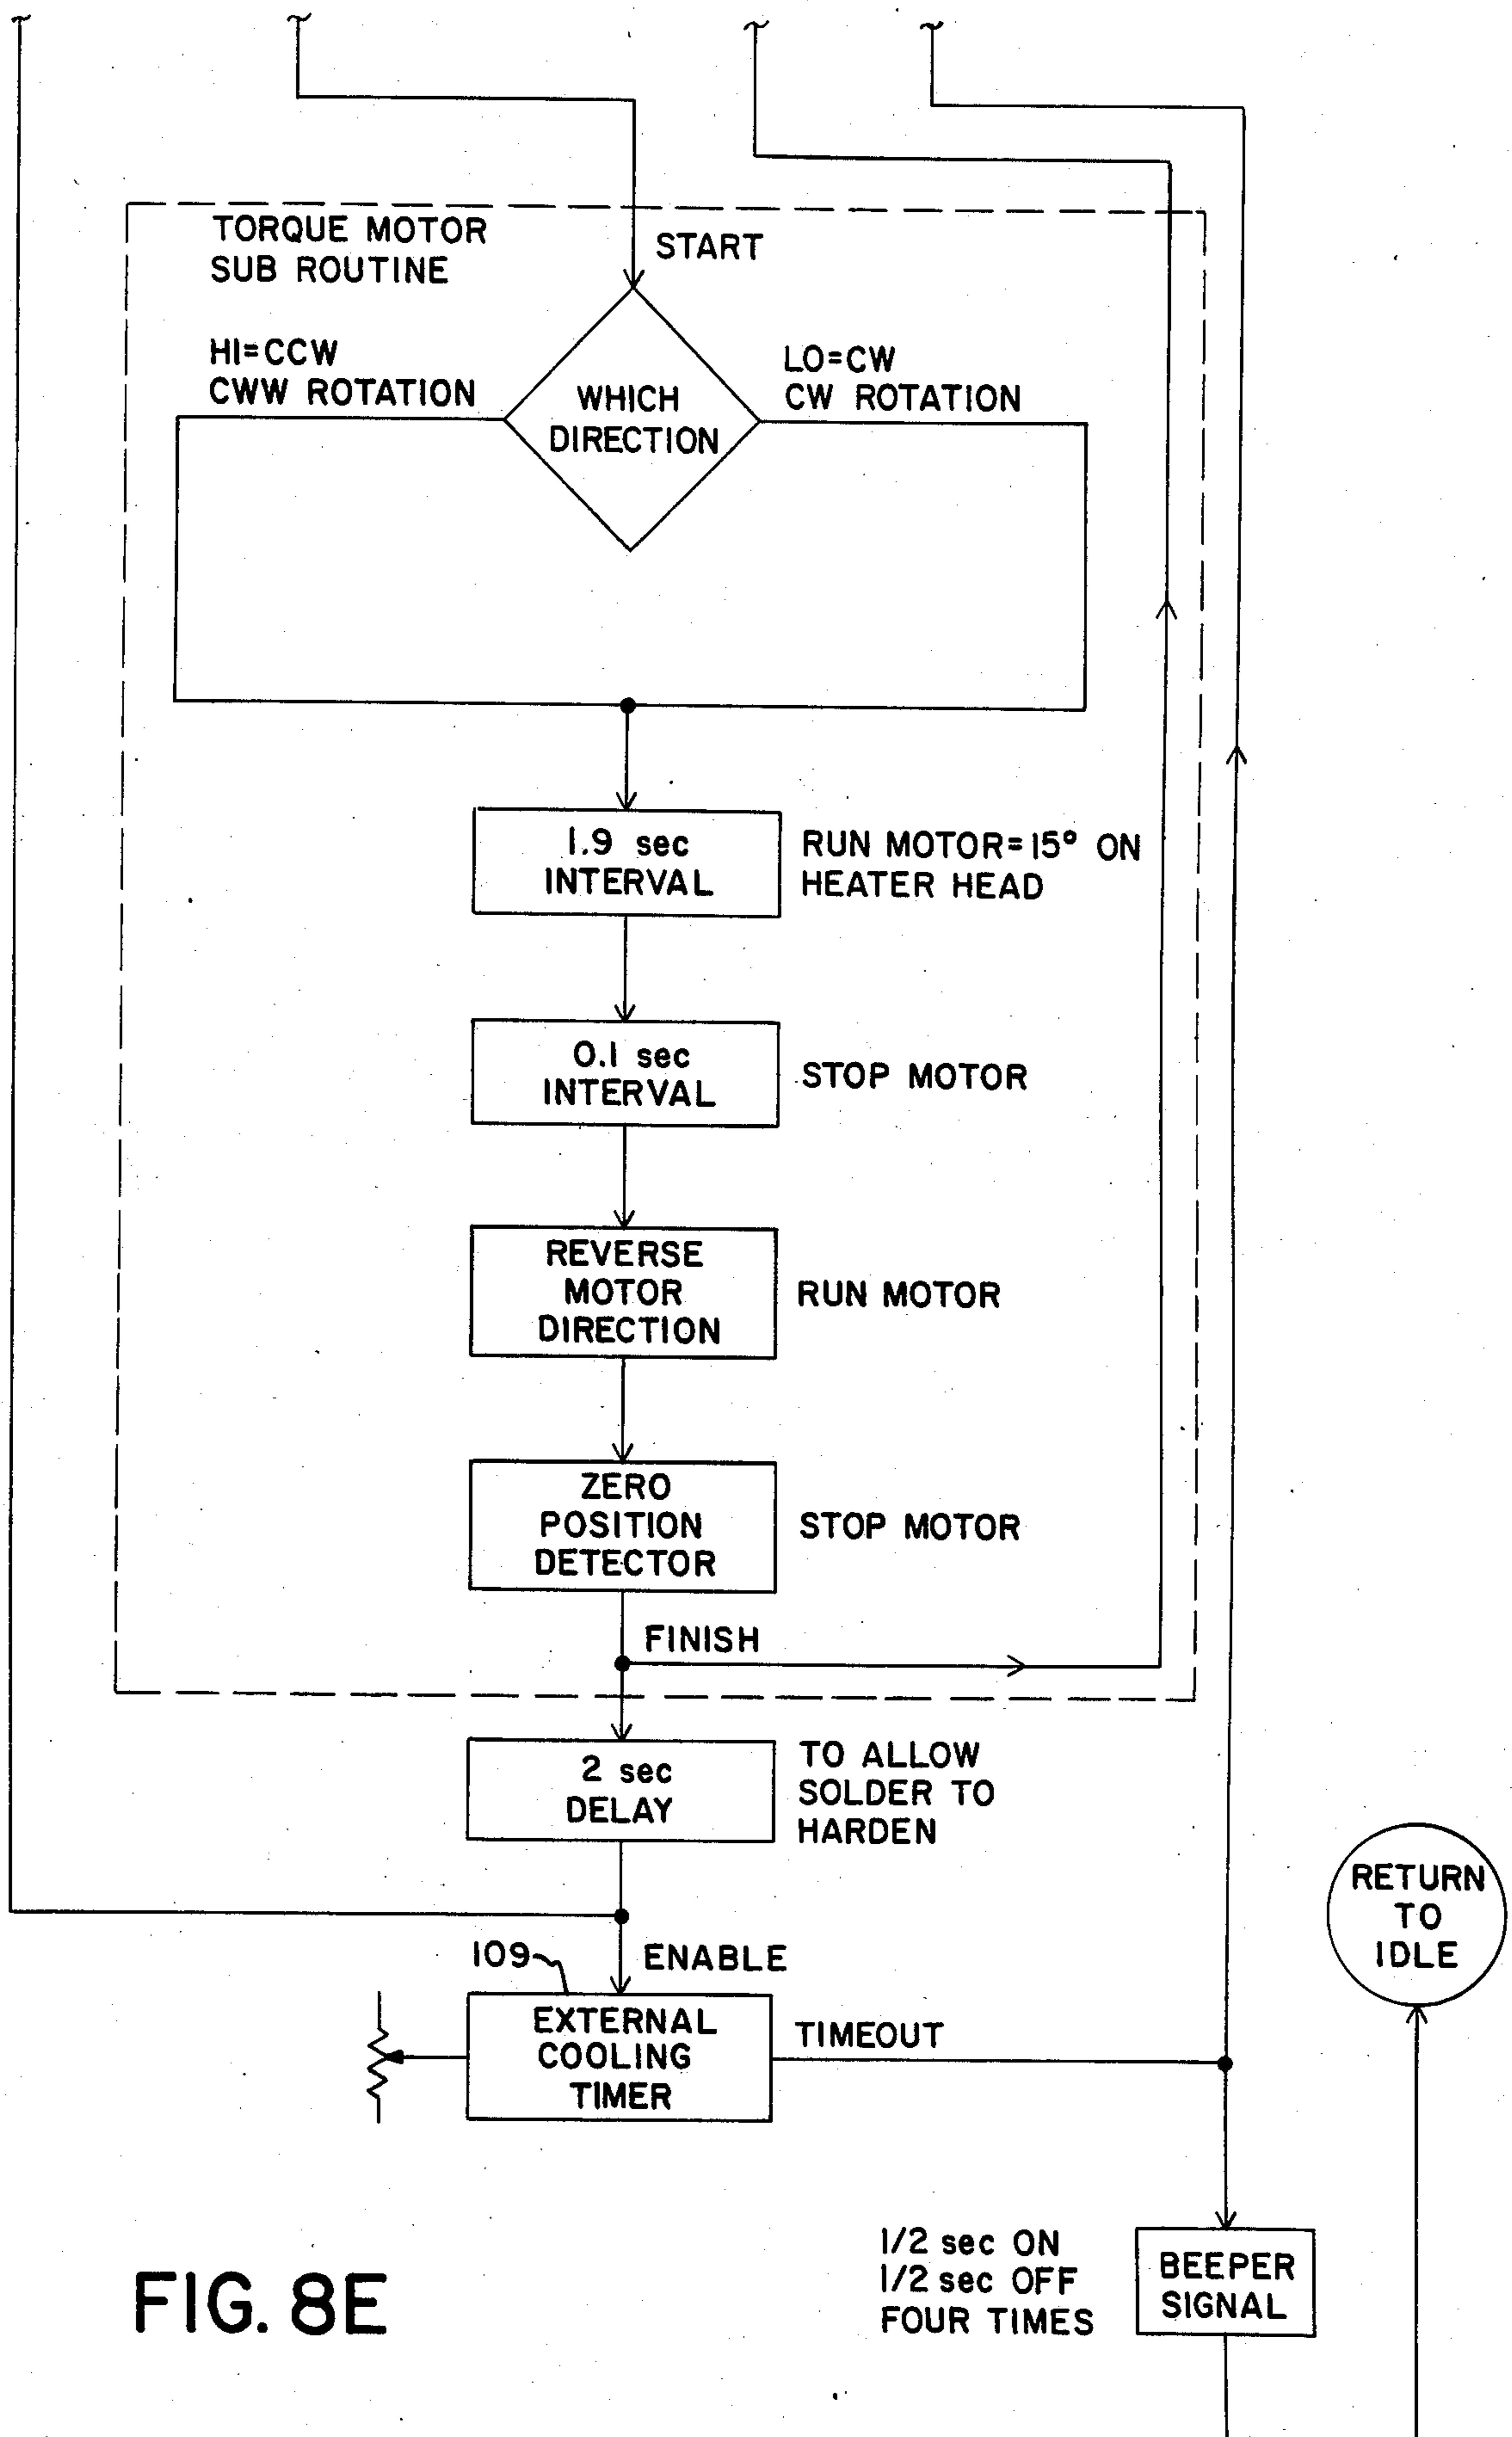 TORQUE MOTOR
SUB ROUTINE
START
HI=CCW
CWW ROTATION
WHICH
DIRECTION
LO=CW
CW ROTATION
1.9 sec
INTERVAL
RUN MOTOR=15° ON
HEATER HEAD
0.1 sec
INTERVAL
STOP MOTOR
REVERSE
MOTOR
DIRECTION
RUN MOTOR
ZERO
POSITION
DETECTOR
STOP MOTOR
FINISH
2 sec
DELAY
TO ALLOW
SOLDER TO
HARDEN
RETURN
TO
IDLE
109
ENABLE
EXTERNAL
COOLING
TIMER
TIMEOUT
1/2 sec ON
1/2 sec OFF
FOUR TIMES
BEEPER
SIGNAL
FIG. 8E